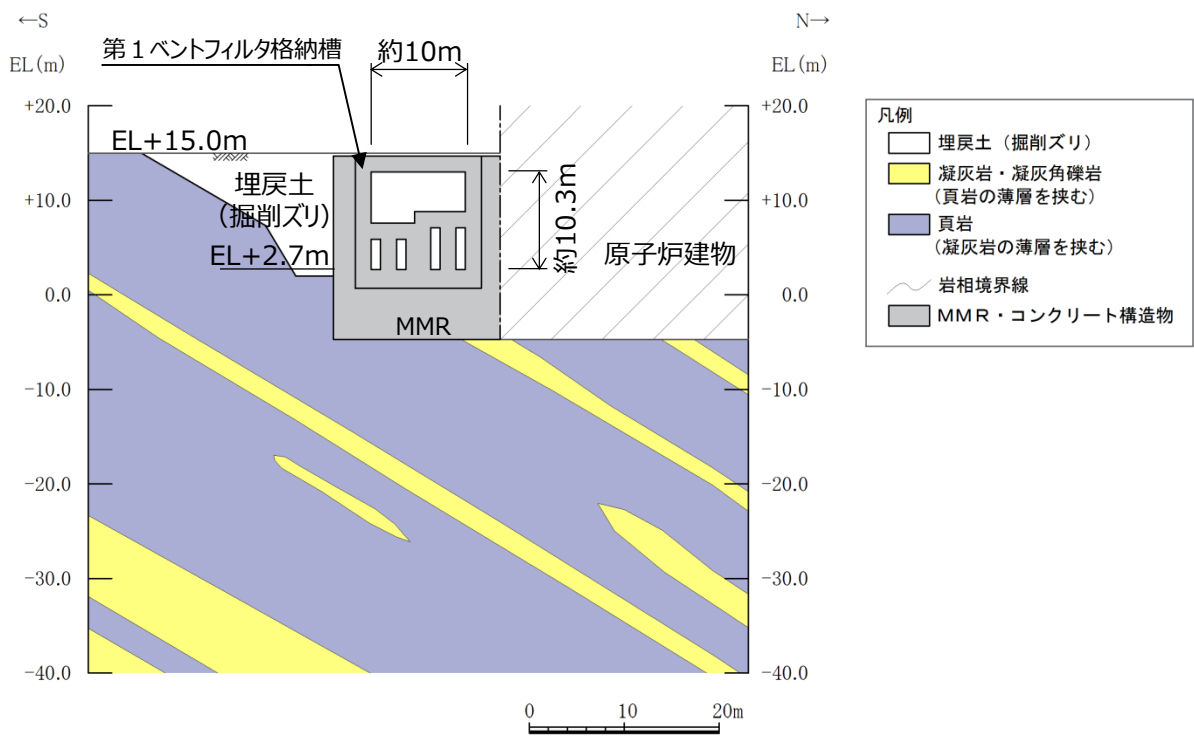 ←S
N→
第１ベントフィルタ格納槽
約10m
EL(m)
EL(m)
+20.0
+20.0
EL+15.0m
埋戻土
(掘削ズリ)
+10.0
+10.0
約10.3m
EL+2.7m
原子炉建物
0.0
0.0
MMR
-10.0
-10.0
-20.0
-20.0
-30.0
-30.0
-40.0
-40.0
0 10 20m
凡例
埋戻土（掘削ズリ）
凝灰岩・凝灰角礫岩
(頁岩の薄層を挟む)
頁岩
(凝灰岩の薄層を挟む)
岩相境界線
ＭＭＲ・コンクリート構造物